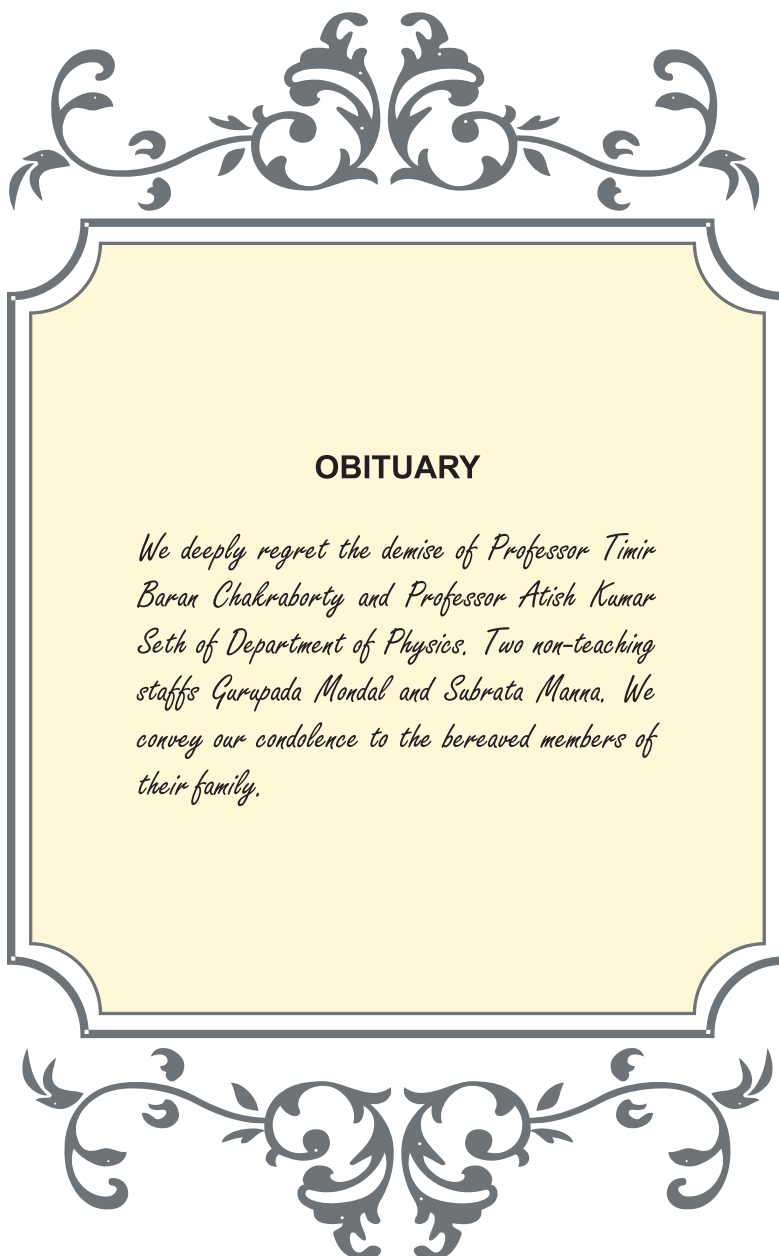 OBITUARY
We deeply regret the demise of Professor Timir
Baran Chakraborty and Professor Atish Kumar
Seth of Department of Physics. Two non-teaching
staffs Gurupada Mondal and Subrata Manna. We
convey our condolence to the bereaved members of
their family.